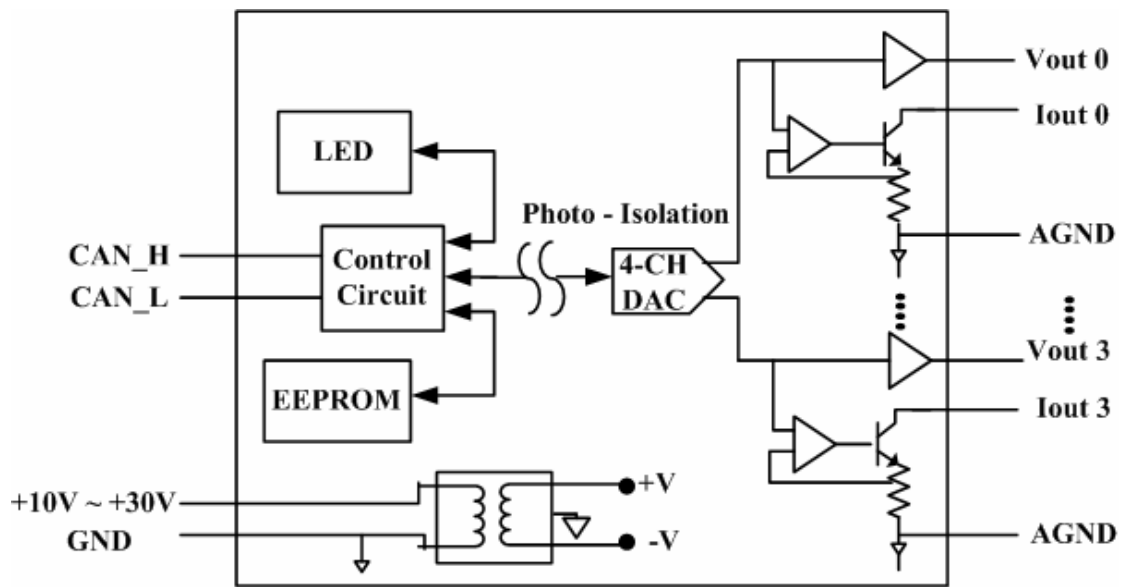 Vout 0
Iout 0
LED
Photo - Isolation
CAN_H
Control
Circuit
4-CH
DAC
AGND
CAN_L
Vout 3
EEPROM
Iout 3
+10V ~ +30V
+V
GND
-V
AGND